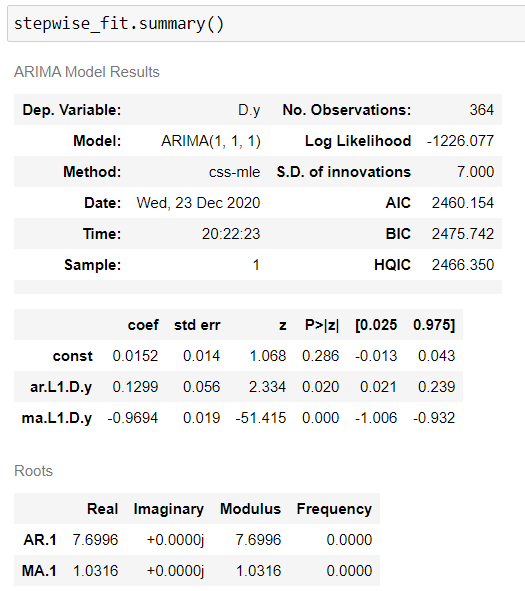 stepwise_fit.summary()
ARIMA Model Results
Dep. Variable: D.y No. Observations: 364
Model: ARIMA(1, 1, 1) Log Likelihood -1226.077
Method: css-mle S.D. of innovations 7.000
Date: Wed, 23 Dec 2020 AIC 2460.154
Time: 20:22:23 BIC 2475.742
Sample: 1 HQIC 2466.350
coef std err z P>|z| [0.025 0.975]
const 0.0152 0.014 1.068 0.286 -0.013 0.043
ar.L1.D.y 0.1299 0.056 2.334 0.020 0.021 0.239
ma.L1.D.y -0.9694 0.019 -51.415 0.000 -1.006 -0.932
Roots
Real Imaginary Modulus Frequency
AR.1 7.6996 +0.0000j 7.6996 0.0000
MA.1 1.0316 +0.0000j 1.0316 0.0000